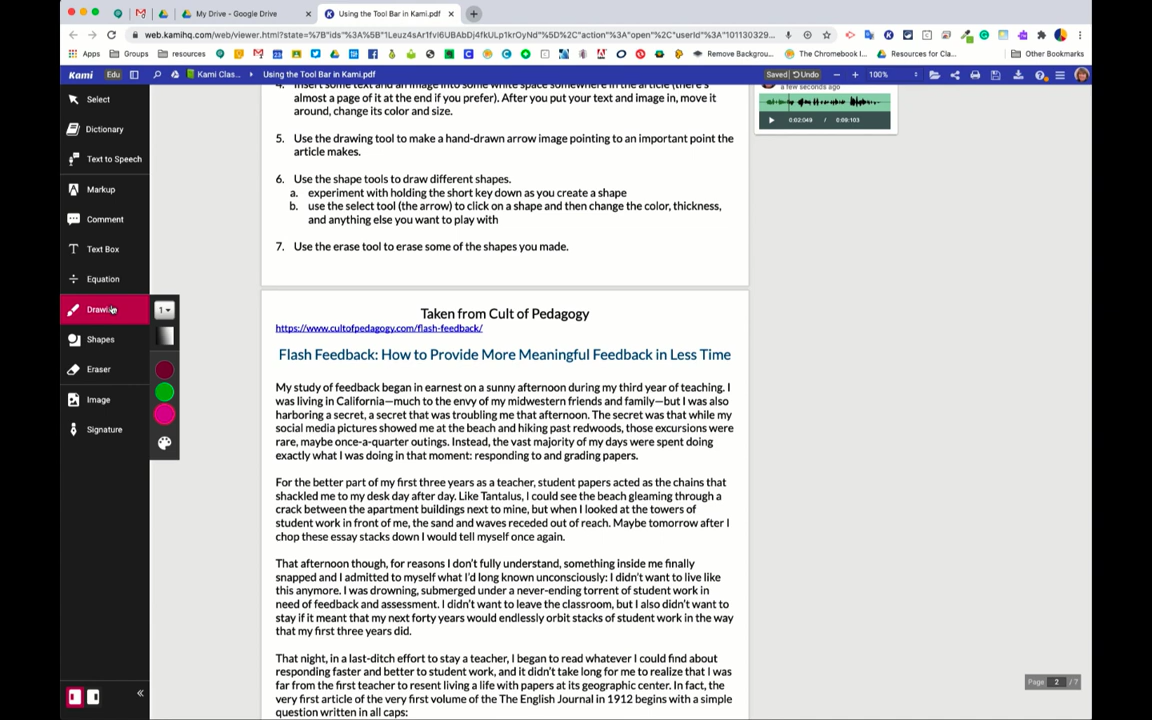 My Drive - Google Drive
Using the Tool Bar in Kami.pdf
web.kamihq.com/web/viewer.html?state=%7B"ids"%3A%5B"1Leuz4sAr1fvI6UBAbDj4fkULp1krOyNd"%5D%2C"action"%3A"open"%2C"userId"%3A"101130329...
Apps
Groups
resources
Remove Backgrou...
The Chromebook I...
Resources for Cla...
Other Bookmarks
Kami Edu
Kami Clas...
Using the Tool Bar in Kami.pdf
Saved Undo
100%
Select
Dictionary
Text to Speech
Markup
Comment
Text Box
Equation
Shapes
Eraser
Image
Signature
1
4. Insert some text and an image into some white space somewhere in the article (there's
almost a page of it at the end if you prefer). After you put your text and image in, move it
around, change its color and size.
5. Use the drawing tool to make a hand-drawn arrow image pointing to an important point the
article makes.
6. Use the shape tools to draw different shapes.
a. experiment with holding the short key down as you create a shape
b. use the select tool (the arrow) to click on a shape and then change the color, thickness,
and anything else you want to play with
7. Use the erase tool to erase some of the shapes you made.
Taken from Cult of Pedagogy
https://www.cultofpedagogy.com/flash-feedback/
Flash Feedback: How to Provide More Meaningful Feedback in Less Time
My study of feedback began in earnest on a sunny afternoon during my third year of teaching. I
was living in California—much to the envy of my midwestern friends and family—but I was also
harboring a secret, a secret that was troubling me that afternoon. The secret was that while my
social media pictures showed me at the beach and hiking past redwoods, those excursions were
rare, maybe once-a-quarter outings. Instead, the vast majority of my days were spent doing
exactly what I was doing in that moment: responding to and grading papers.
For the better part of my first three years as a teacher, student papers acted as the chains that
shackled me to my desk day after day. Like Tantalus, I could see the beach gleaming through a
crack between the apartment buildings next to mine, but when I looked at the towers of
student work in front of me, the sand and waves receded out of reach. Maybe tomorrow after I
chop these essay stacks down I would tell myself once again.
That afternoon though, for reasons I don't fully understand, something inside me finally
snapped and I admitted to myself what I'd long known unconsciously: I didn't want to live like
this anymore. I was drowning, submerged under a never-ending torrent of student work in
need of feedback and assessment. I didn't want to leave the classroom, but I also didn't want to
stay if it meant that my next forty years would endlessly orbit stacks of student work in the way
that my first three years did.
That night, in a last-ditch effort to stay a teacher, I began to read whatever I could find about
responding faster and better to student work, and it didn't take long for me to realize that I was
far from the first teacher to resent living a life with papers at its geographic center. In fact, the
very first article of the very first volume of the The English Journal in 1912 begins with a simple
question written in all caps:
a few seconds ago
0:02:049 / 0:09:103
Page 2 / 7